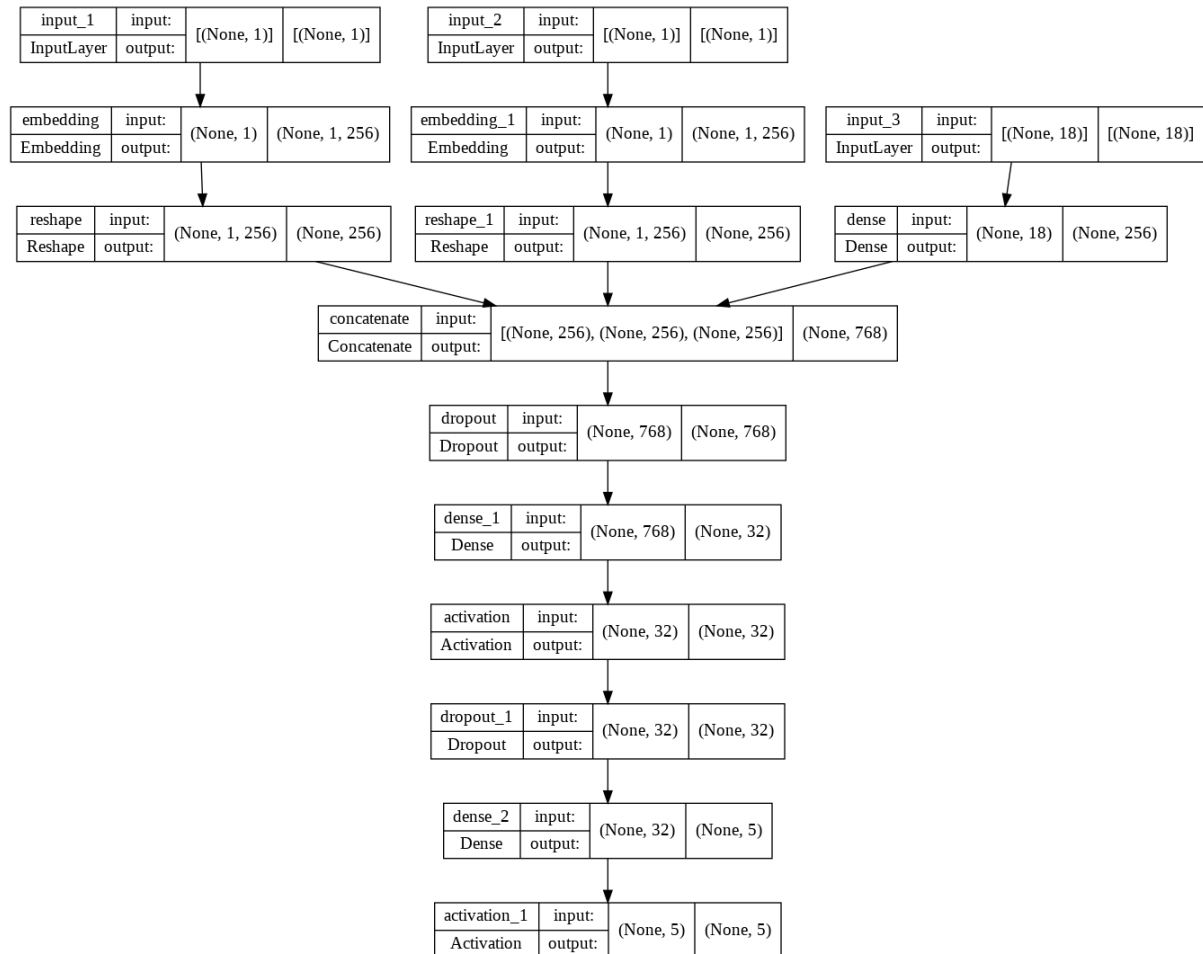 input_1 input: [(None, 1)] [(None, 1)]
InputLayer output:
input_2 input: [(None, 1)] [(None, 1)]
InputLayer output:
embedding input: (None, 1) (None, 1, 256)
Embedding output:
embedding_1 input: (None, 1) (None, 1, 256)
Embedding output:
input_3 input: [(None, 18)] [(None, 18)]
InputLayer output:
reshape input: (None, 1, 256) (None, 256)
Reshape output:
reshape_1 input: (None, 1, 256) (None, 256)
Reshape output:
dense input: (None, 18) (None, 256)
Dense output:
concatenate input: [(None, 256), (None, 256), (None, 256)] (None, 768)
Concatenate output:
dropout input: (None, 768) (None, 768)
Dropout output:
dense_1 input: (None, 768) (None, 32)
Dense output:
activation input: (None, 32) (None, 32)
Activation output:
dropout_1 input: (None, 32) (None, 32)
Dropout output:
dense_2 input: (None, 32) (None, 5)
Dense output:
activation_1 input: (None, 5) (None, 5)
Activation output: